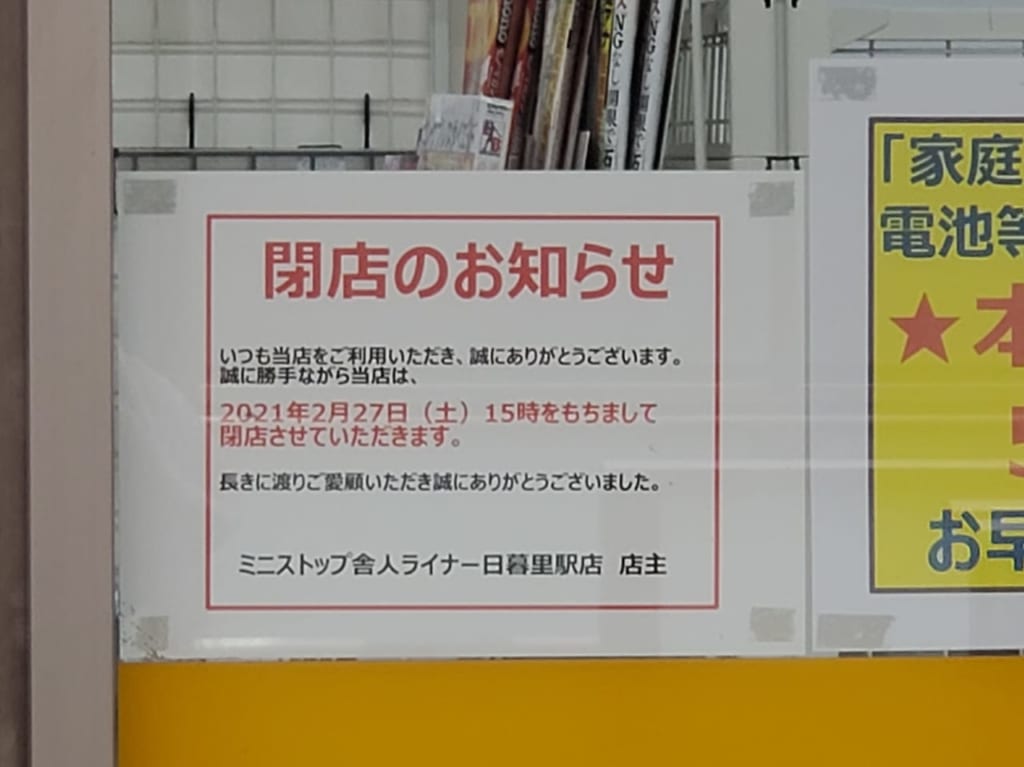 閉店のお知らせ
いつも当店をご利用いただき、誠にありがとうございます。
誠に勝手ながら当店は、
2021年2月27日（土）15時をもちまして
閉店させていただきます。
長きに渡りご愛顧いただき誠にありがとうございました。
ミニストップ舎人ライナー日暮里駅店 店主
「家庭
電池等
★本
5
お早